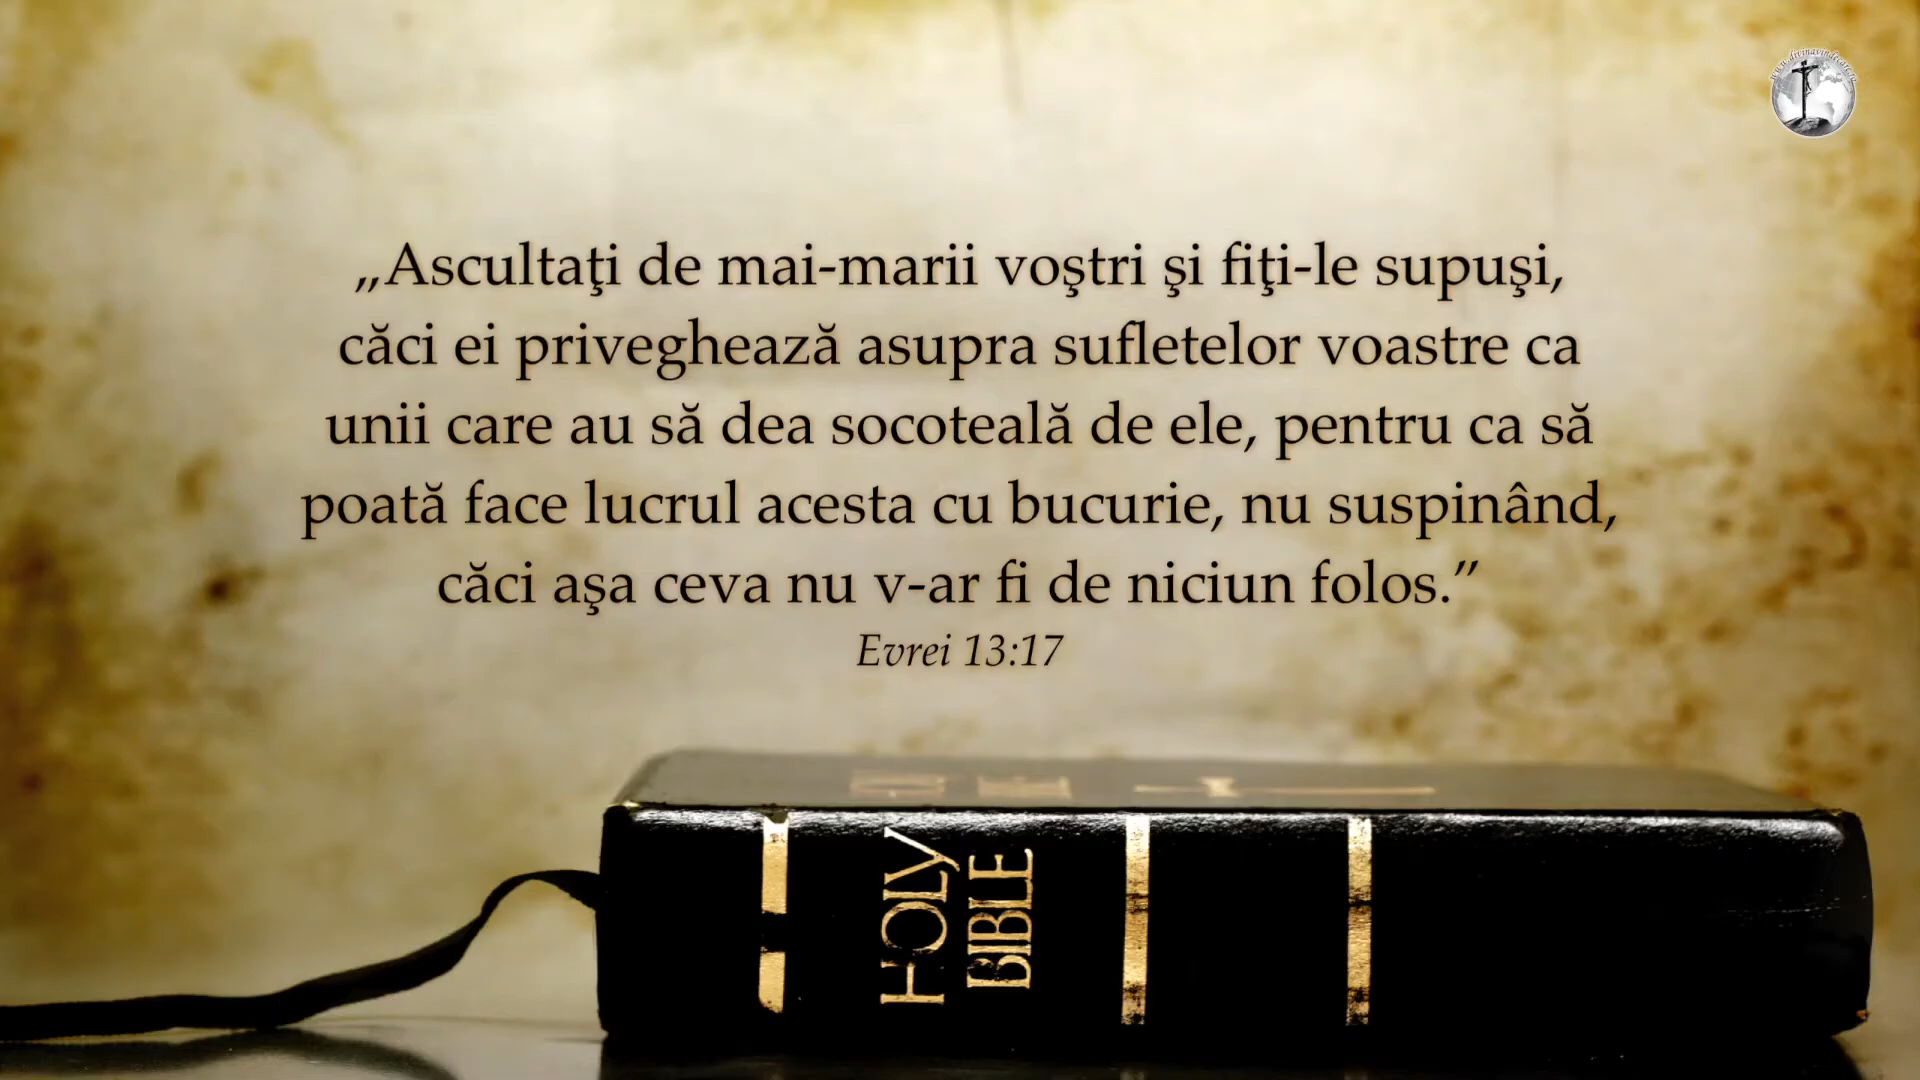 „Ascultaţi de mai-marii voştri şi fiţi-le supuşi,
căci ei priveghează asupra sufletelor voastre ca
unii care au să dea socoteală de ele, pentru ca să
poată face lucrul acesta cu bucurie, nu suspinând,
căci aşa ceva nu v-ar fi de niciun folos.”
Evrei 13:17
HOLY
BIBLE